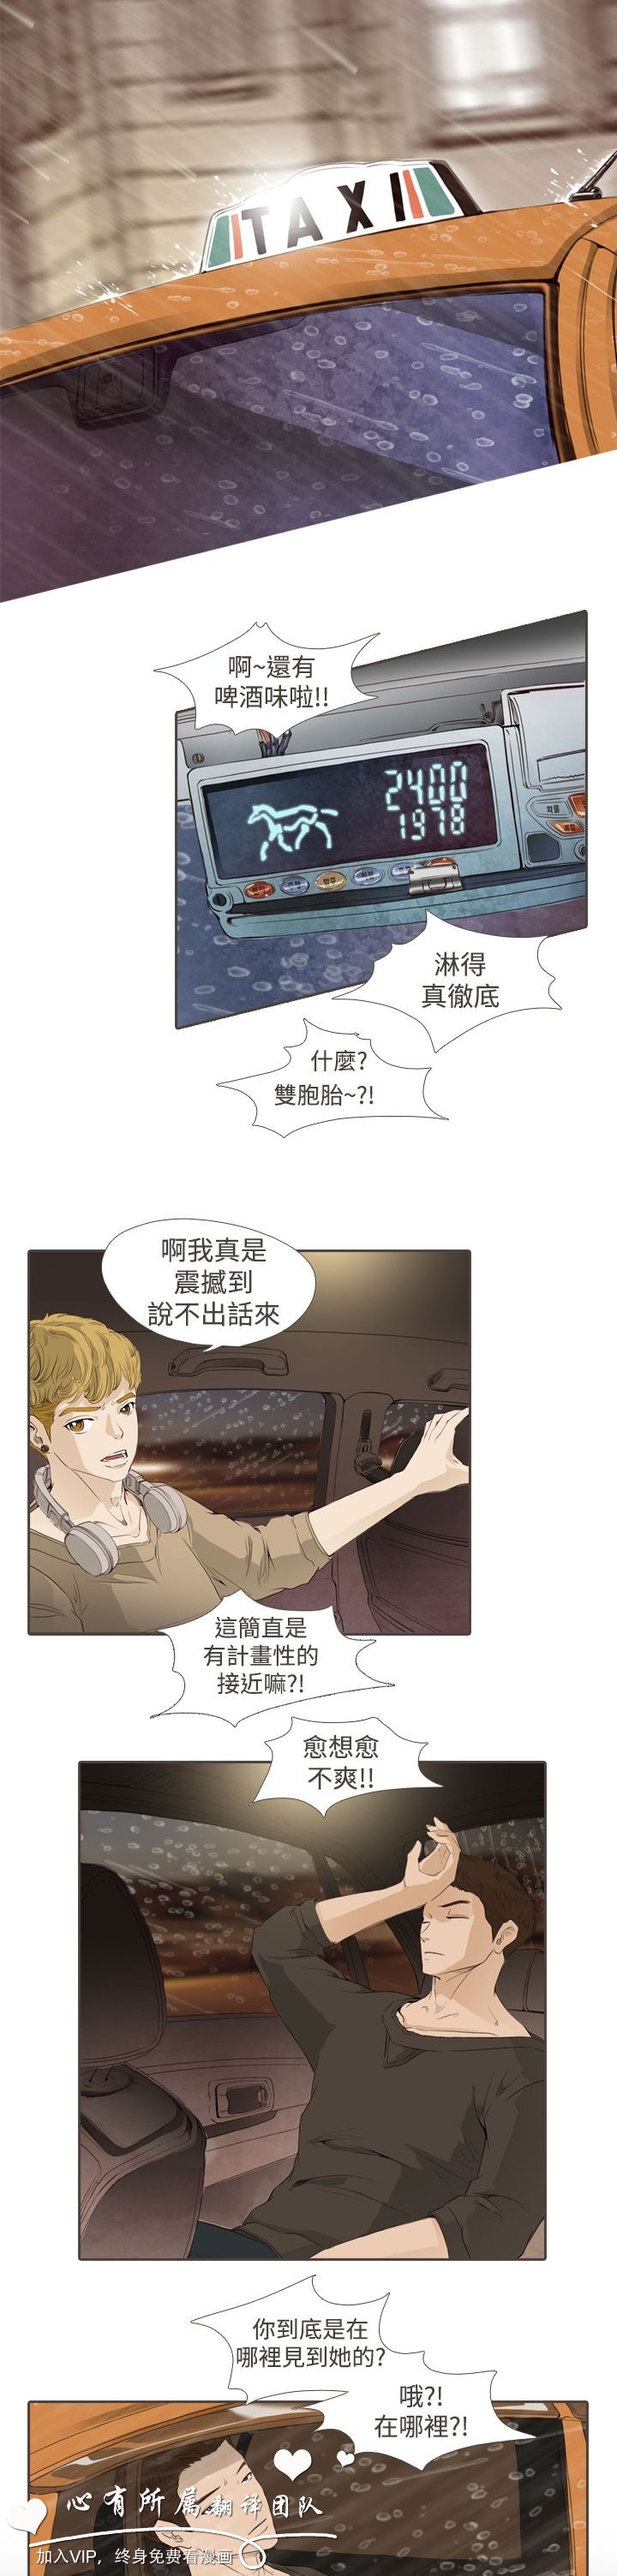 TAXI
啊~還有
啤酒味啦!!
2400
1978
淋得
真徹底
什麼?
雙胞胎~?!
啊我真是
震撼到
說不出話來
這簡直是
有計畫性的
接近嘛?!
愈想愈
不爽!!
你到底是在
哪裡見到她的?
哦?!
在哪裡?!
心有所属翻译团队
加入VIP，终身免费看漫画